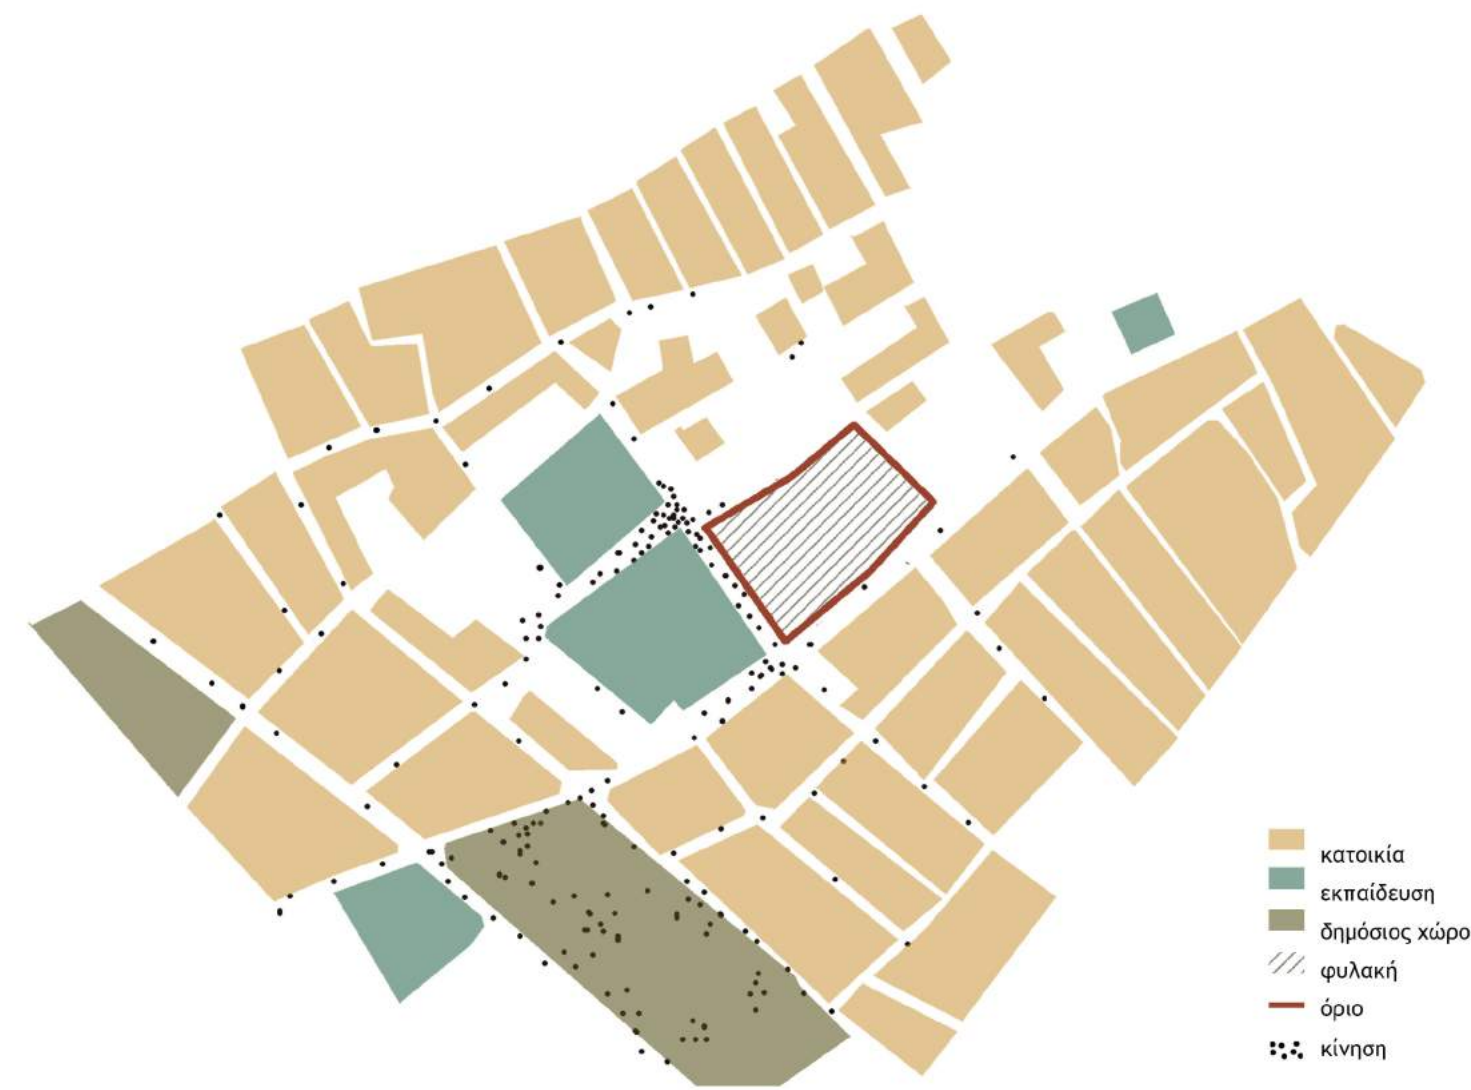 κατοικία
εκπαίδευση
δημόσιος χώρο
φυλακή
όριο
κίνηση